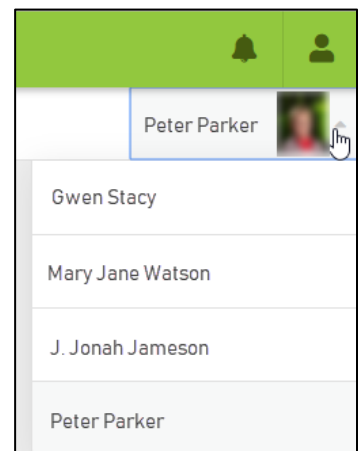 Peter Parker
Gwen Stacy
Mary Jane Watson
J. Jonah Jameson
Peter Parker